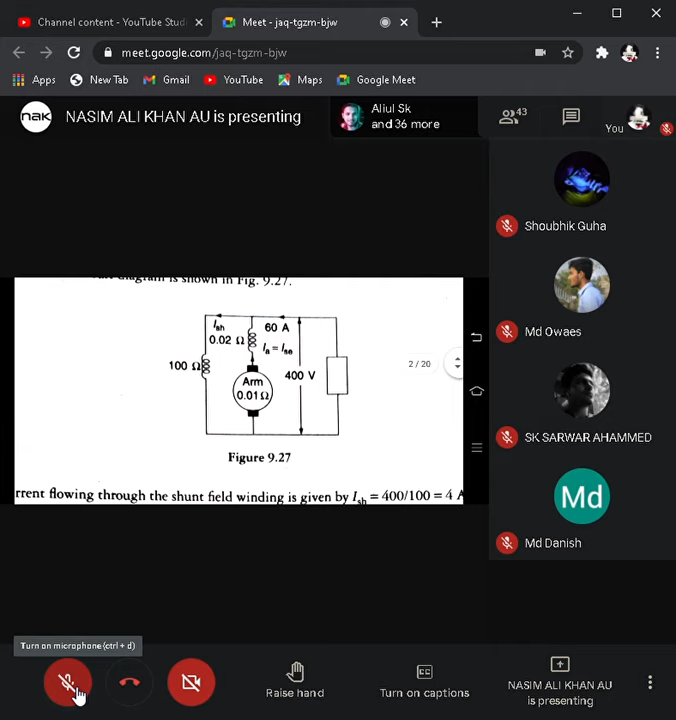 Channel content - YouTube Stud
Meet - jaq-tgzm-bjw
meet.google.com/jaq-tgzm-bjw
Apps
New Tab
Gmail
YouTube
Maps
Google Meet
nak
NASIM ALI KHAN AU is presenting
Aliul Sk
and 36 more
43
You
Shoubhik Guha
Md Owaes
SK SARWAR AHAMMED
Md
Md Danish
diagram is shown in Fig. 9.27.
Ish
60 A
0.02 Ω
Ia = Ise
100 Ω
Arm
0.01Ω
400 V
2 / 20
Figure 9.27
rrent flowing through the shunt field winding is given by Ish = 400/100 = 4 A
Turn on microphone (ctrl + d)
Raise hand
Turn on captions
NASIM ALI KHAN AU
is presenting